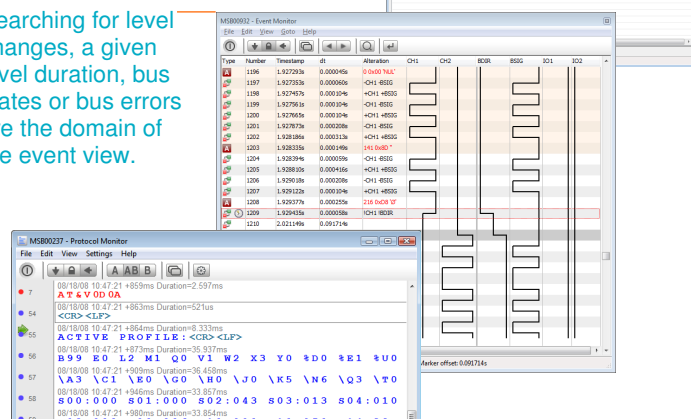 earching for level
hanges, a given
evel duration, bus
ates or bus errors
re the domain of
e event view.
MSB00932 - Event Monitor
File Edit View Goto Help
Type Number Timestamp dt Alteration CH1 CH2 BDIR BSIG IO1 IO2
A 1196 1.927293s 0.000045s 0 0x00 'NUL'
1197 1.927353s 0.000060s -CH1 -BSIG
1198 1.927457s 0.000104s +CH1 +BSIG
1199 1.927561s 0.000104s -CH1 -BSIG
1200 1.927665s 0.000104s +CH1 +BSIG
1201 1.927873s 0.000208s -CH1 -BSIG
1202 1.928186s 0.000313s +CH1 +BSIG
A 1203 1.928335s 0.000149s 141 0x8D ''
1204 1.928394s 0.000059s -CH1 -BSIG
1205 1.928810s 0.000416s +CH1 +BSIG
1206 1.929018s 0.000208s -CH1 -BSIG
1207 1.929122s 0.000104s +CH1 +BSIG
A 1208 1.929377s 0.000255s 216 0xD8 'Ø'
1209 1.929435s 0.000058s !CH1 !BDIR
1210 2.021149s 0.091714s
Marker offset: 0.091714s
MSB00237 - Protocol Monitor
File Edit View Settings Help
A AB B
08/18/08 10:47:21 +859ms Duration=2.597ms
7 AT&V 0D 0A
08/18/08 10:47:21 +863ms Duration=521us
54 <CR><LF>
08/18/08 10:47:21 +864ms Duration=8.333ms
55 ACTIVE PROFILE:<CR><LF>
08/18/08 10:47:21 +873ms Duration=35.937ms
56 B99 E0 L2 M1 Q0 V1 W2 X3 Y0 %D0 %E1 %U0
08/18/08 10:47:21 +909ms Duration=36.458ms
57 \A3 \C1 \E0 \G0 \H0 \J0 \K5 \N6 \Q3 \T0
08/18/08 10:47:21 +946ms Duration=33.857ms
58 S00:000 S01:000 S02:043 S03:013 S04:010
08/18/08 10:47:21 +980ms Duration=33.854ms